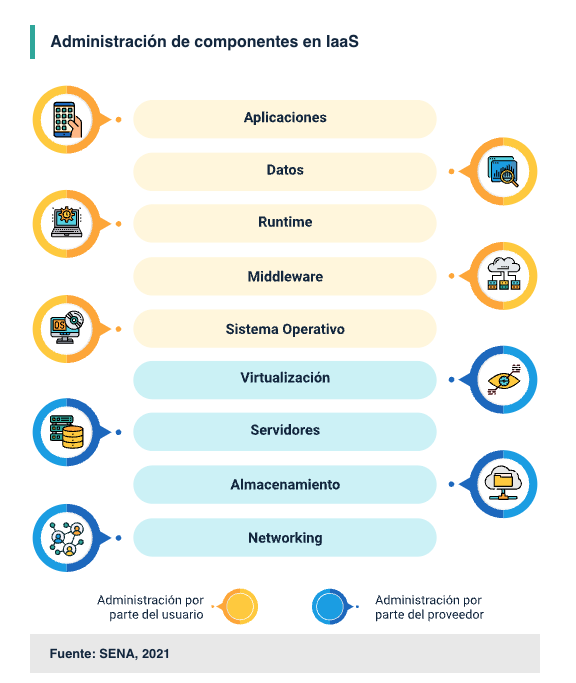 Administración de componentes en IaaS
Aplicaciones
Datos
Runtime
Middleware
OS
Sistema Operativo
Virtualización
Servidores
Almacenamiento
Networking
Administración por
parte del usuario
Administración por
parte del proveedor
Fuente: SENA, 2021